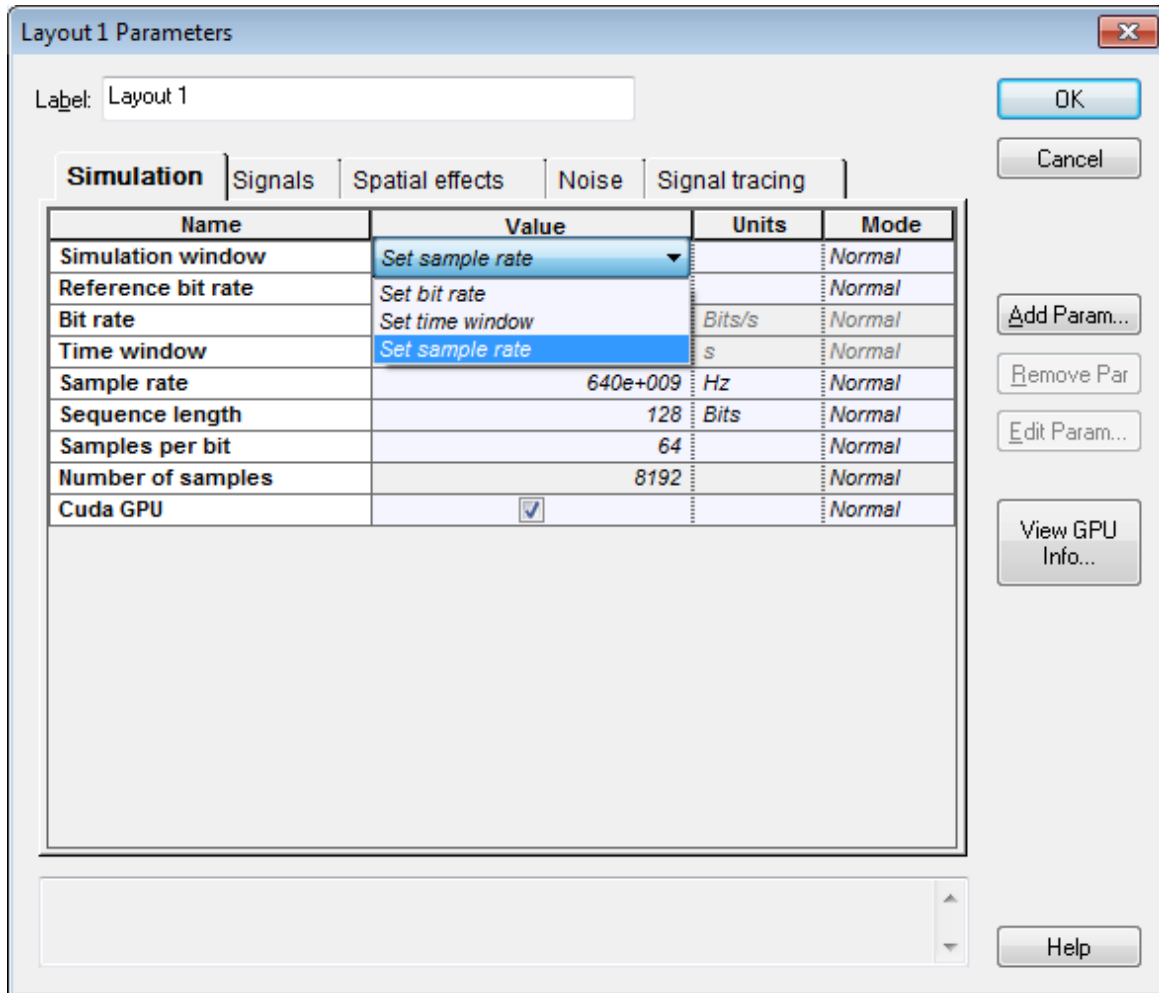 Layout 1 Parameters
Label: Layout 1
OK
Cancel
Simulation Signals Spatial effects Noise Signal tracing
Name Value Units Mode
Simulation window Set sample rate Normal
Reference bit rate Set bit rate Normal
Bit rate Set time window Bits/s Normal
Time window Set sample rate s Normal
Sample rate 640e+009 Hz Normal
Sequence length 128 Bits Normal
Samples per bit 64 Normal
Number of samples 8192 Normal
Cuda GPU Normal
Add Param...
Remove Par
Edit Param...
View GPU
Info...
Help